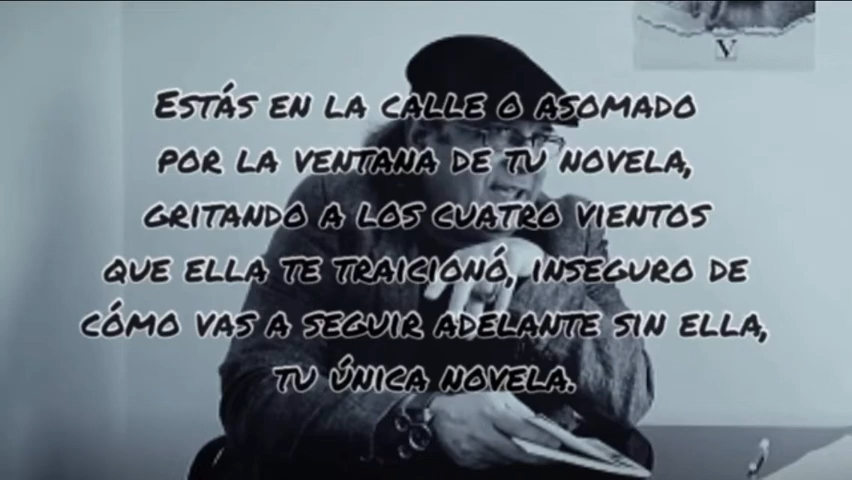 V
ESTÁS EN LA CALLE O ASOMADO
POR LA VENTANA DE TU NOVELA,
GRITANDO A LOS CUATRO VIENTOS
QUE ELLA TE TRAICIONÓ, INSEGURO DE
CÓMO VAS A SEGUIR ADELANTE SIN ELLA,
TU ÚNICA NOVELA.